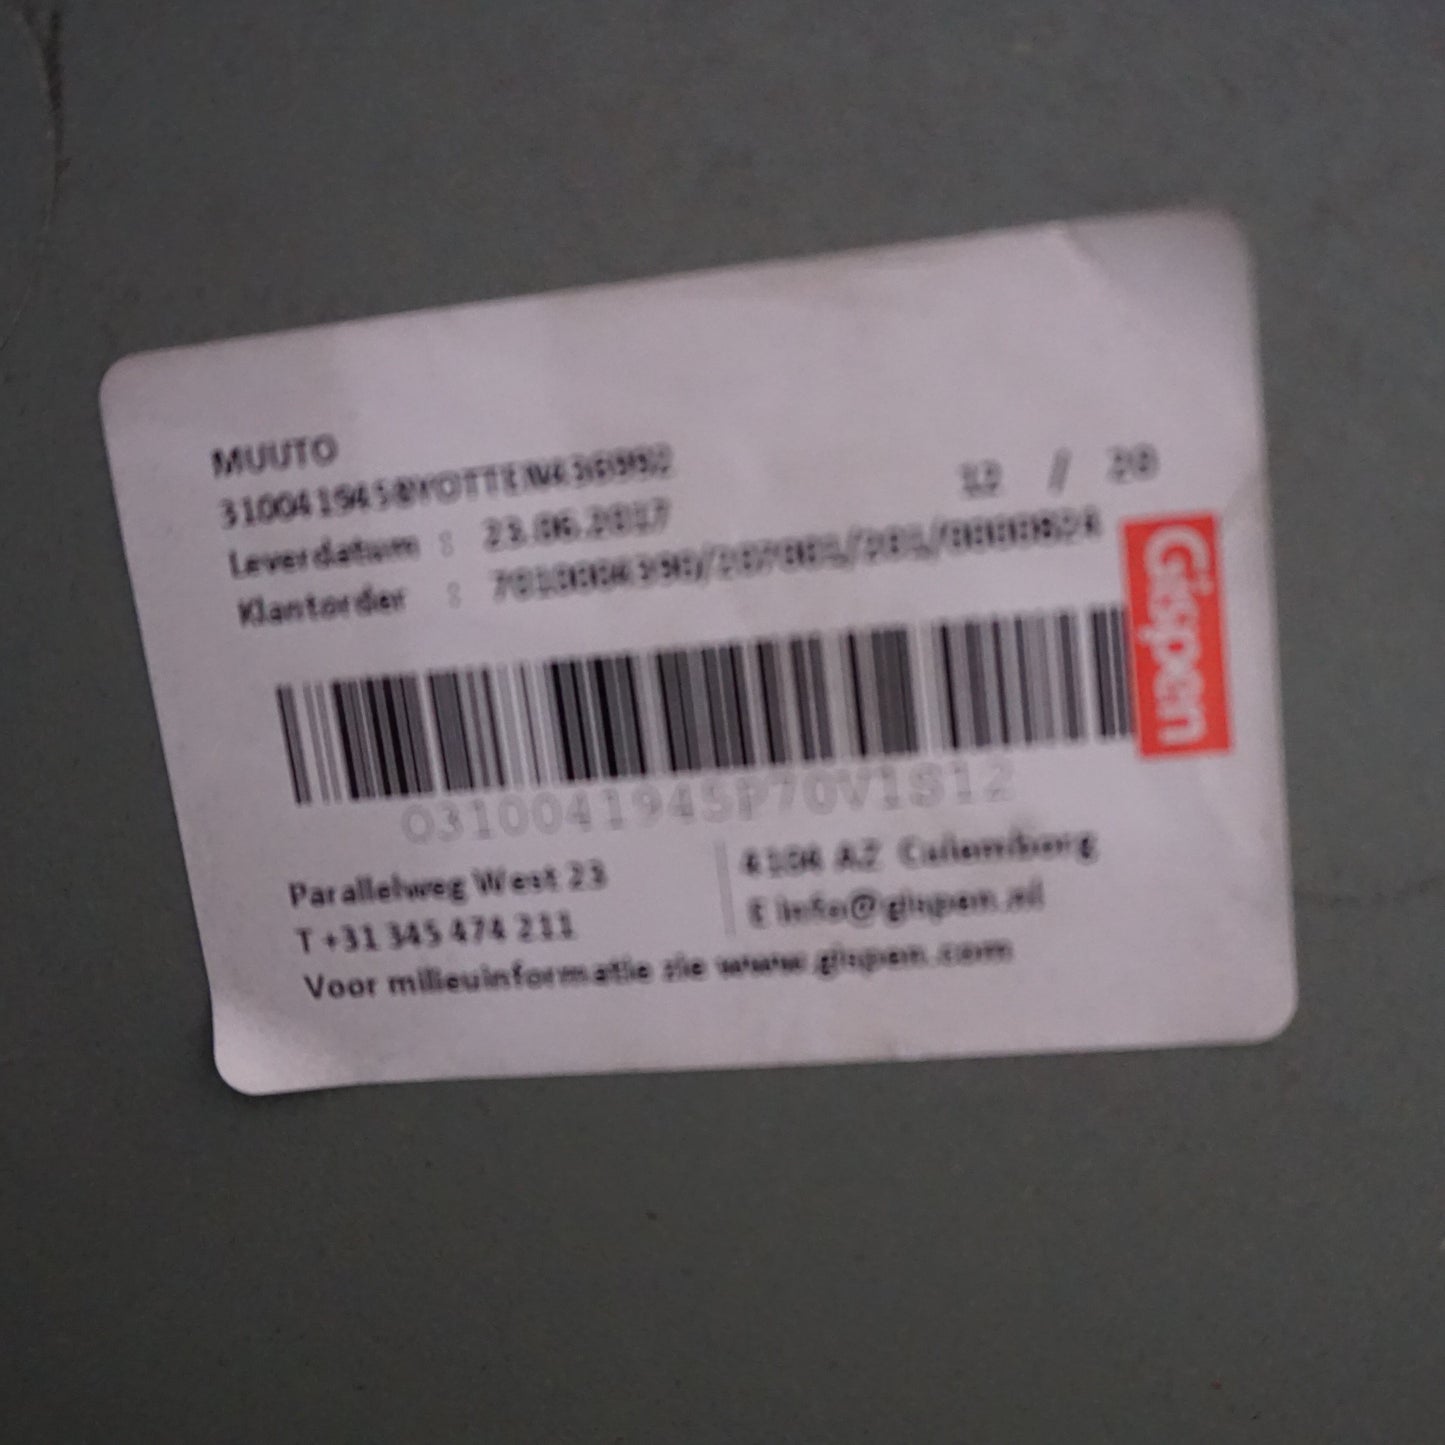 MUUTO
Leverdatum : 23.06.2017
Klantorder :
12 / 20
Gispen
O310041945P70V1S12
Parallelweg West 23
T +31 345 474 211
4104 AZ Culemborg
E info@gispen.nl
Voor milieuinformatie zie www.gispen.com